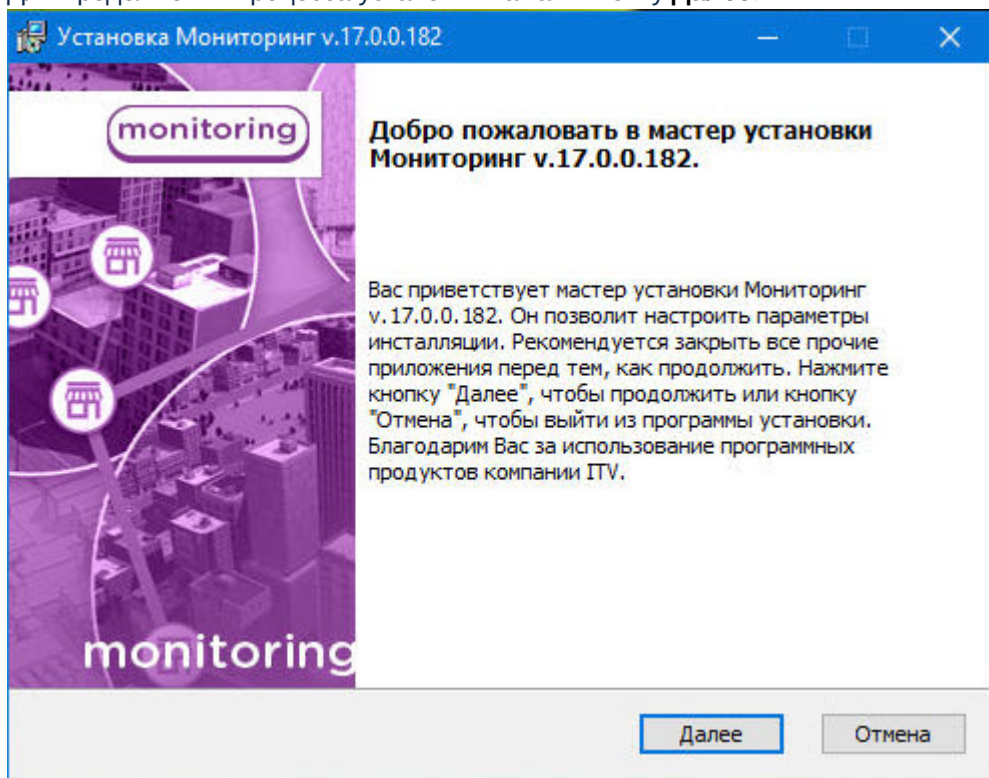 Установка Мониторинг v.17.0.0.182
monitoring
Добро пожаловать в мастер установки
Мониторинг v.17.0.0.182.
Вас приветствует мастер установки Мониторинг
v.17.0.0.182. Он позволит настроить параметры
инсталляции. Рекомендуется закрыть все прочие
приложения перед тем, как продолжить. Нажмите
кнопку "Далее", чтобы продолжить или кнопку
"Отмена", чтобы выйти из программы установки.
Благодарим Вас за использование программных
продуктов компании ITV.
monitoring
Далее
Отмена